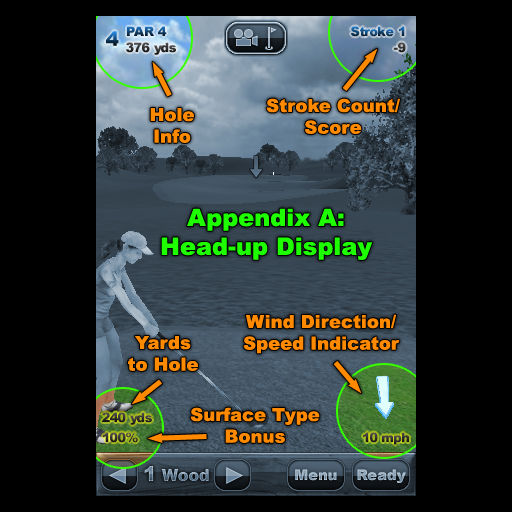 4
PAR 4
376 yds
Stroke 1
-9
Hole
Info
Stroke Count/
Score
Appendix A:
Head-up Display
Wind Direction/
Speed Indicator
Yards
to Hole
240 yds
100%
Surface Type
Bonus
10 mph
1 Wood
Menu
Ready